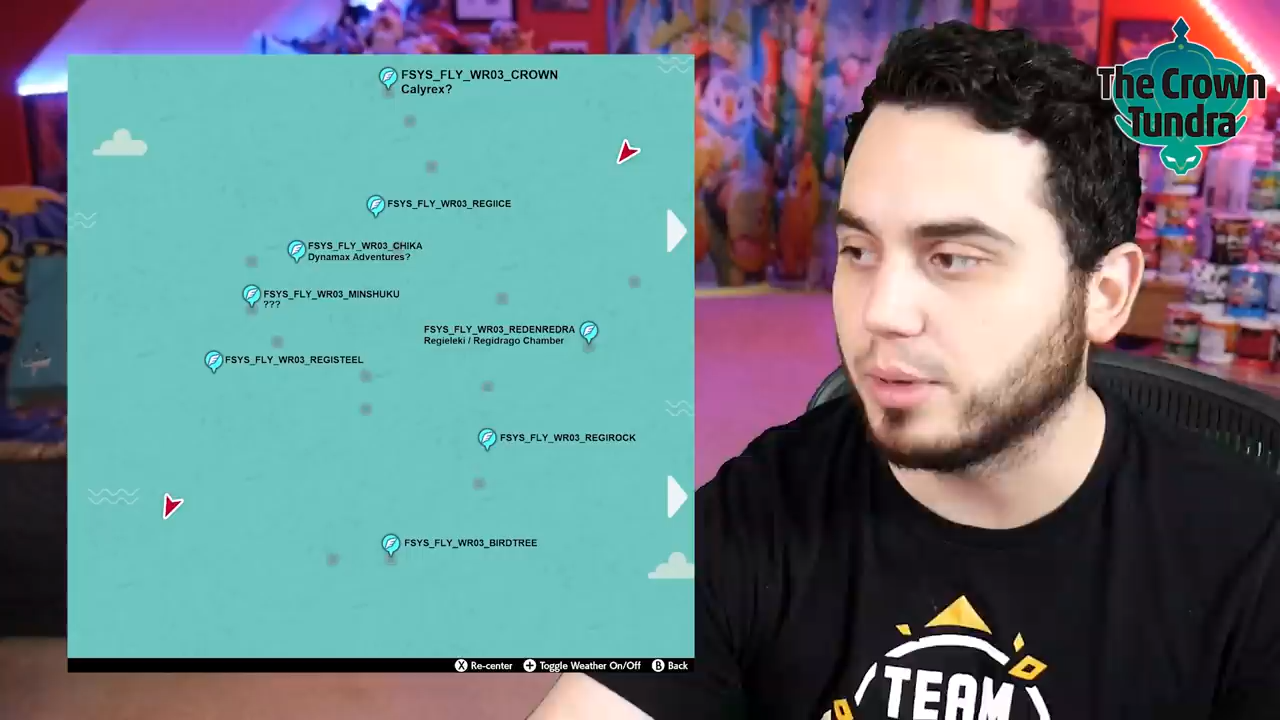 FSYS_FLY_WR03_CROWN
Calyrex?
The Crown
Tundra
FSYS_FLY_WR03_REGIICE
FSYS_FLY_WR03_CHIKA
Dynamax Adventures?
FSYS_FLY_WR03_MINSHUKU
???
FSYS_FLY_WR03_REDENREDRA
Regieleki / Regidrago Chamber
FSYS_FLY_WR03_REGISTEEL
FSYS_FLY_WR03_REGIROCK
FSYS_FLY_WR03_BIRDTREE
X Re-center + Toggle Weather On/Off B Back
TEAM